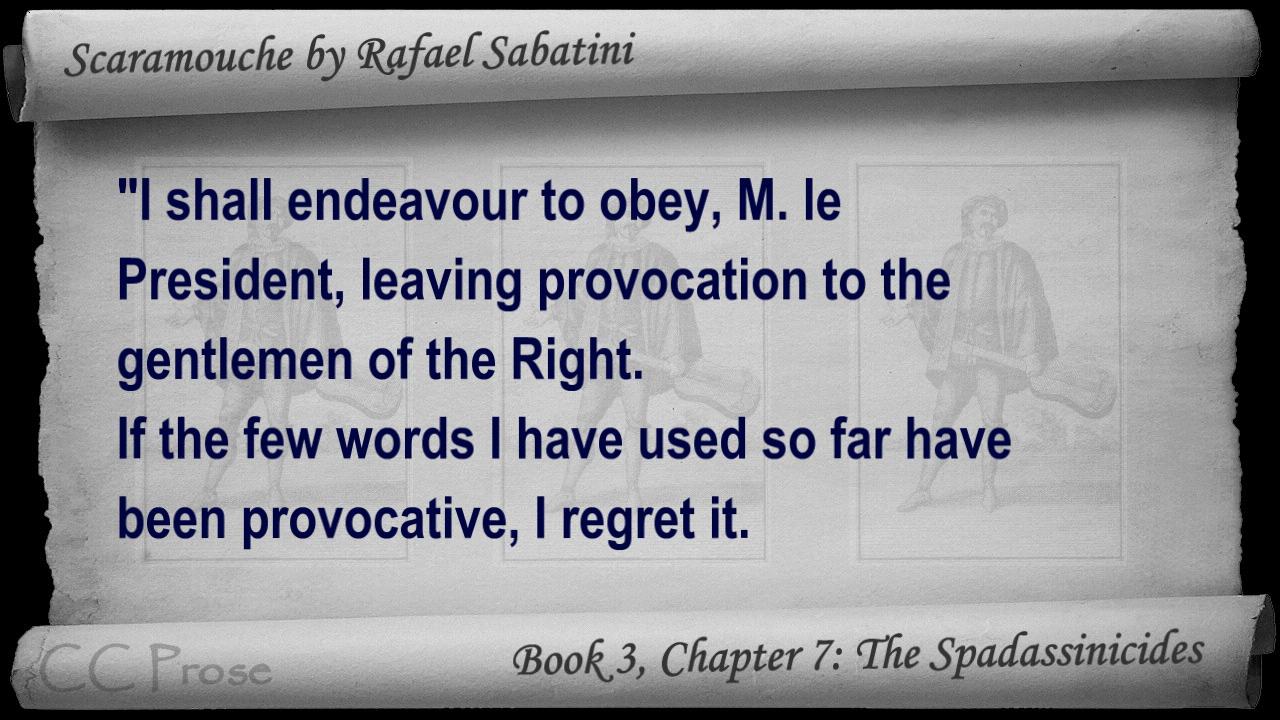 Scaramouche by Rafael Sabatini
"I shall endeavour to obey, M. le
President, leaving provocation to the
gentlemen of the Right.
If the few words I have used so far have
been provocative, I regret it.
CC Prose
Book 3, Chapter 7: The Spadassinicides